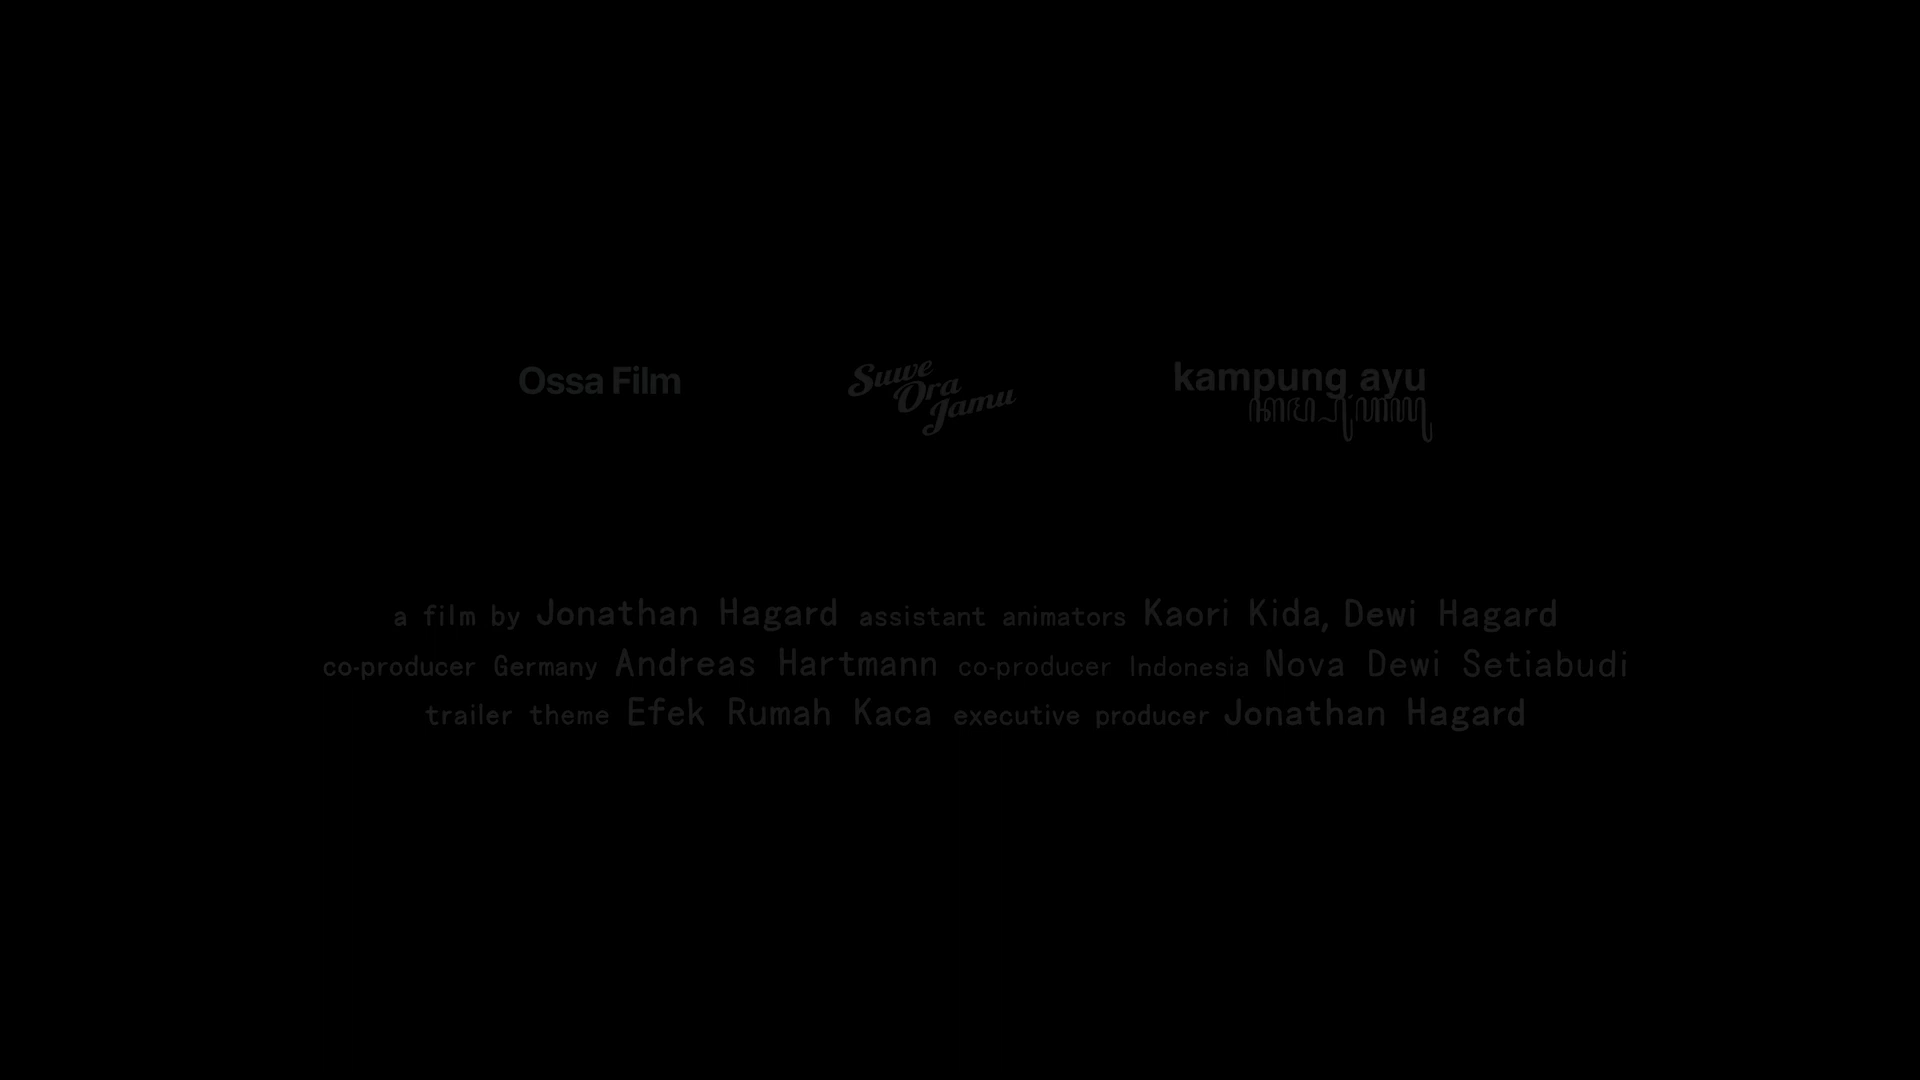 Ossa Film
Suwe
Ora
Jamu
kampung ayu
a film by Jonathan Hagard assistant animators Kaori Kida, Dewi Hagard
co-producer Germany Andreas Hartmann co-producer Indonesia Nova Dewi Setiabudi
trailer theme Efek Rumah Kaca executive producer Jonathan Hagard